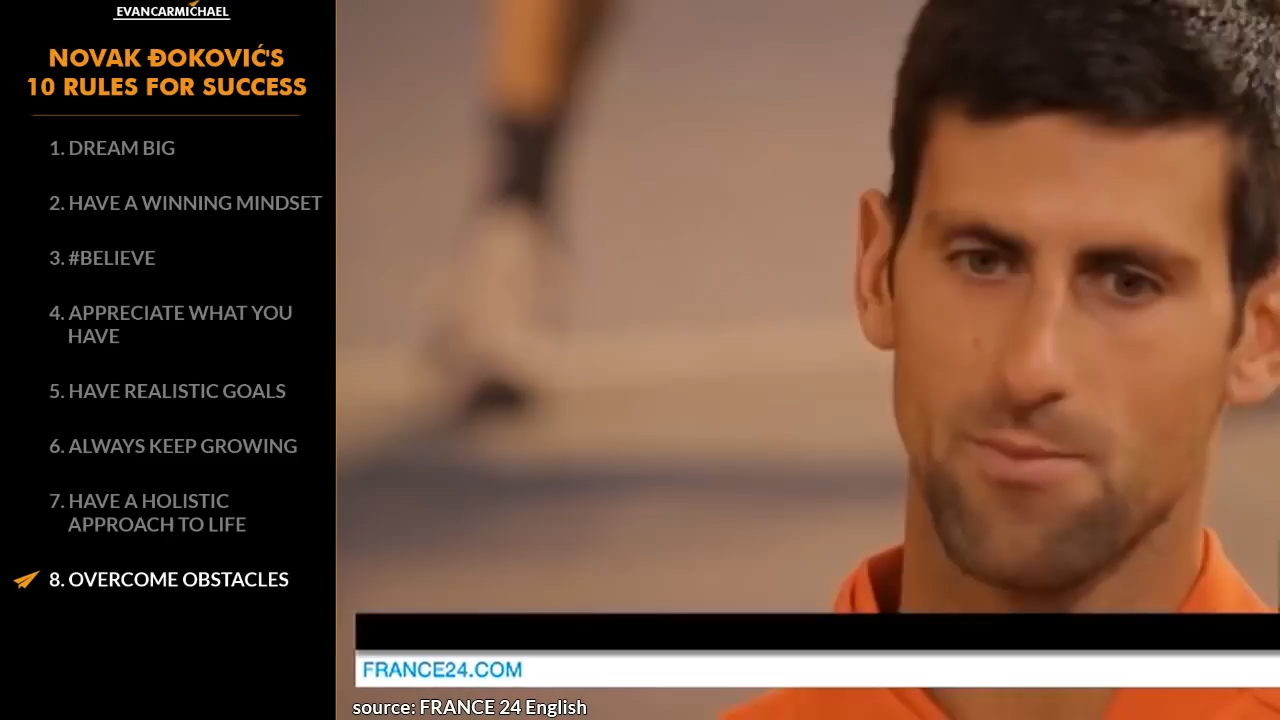 EVANCARMICHAEL
NOVAK ĐOKOVIĆ'S
10 RULES FOR SUCCESS
1. DREAM BIG
2. HAVE A WINNING MINDSET
3. #BELIEVE
4. APPRECIATE WHAT YOU
HAVE
5. HAVE REALISTIC GOALS
6. ALWAYS KEEP GROWING
7. HAVE A HOLISTIC
APPROACH TO LIFE
8. OVERCOME OBSTACLES
FRANCE24.COM
source: FRANCE 24 English